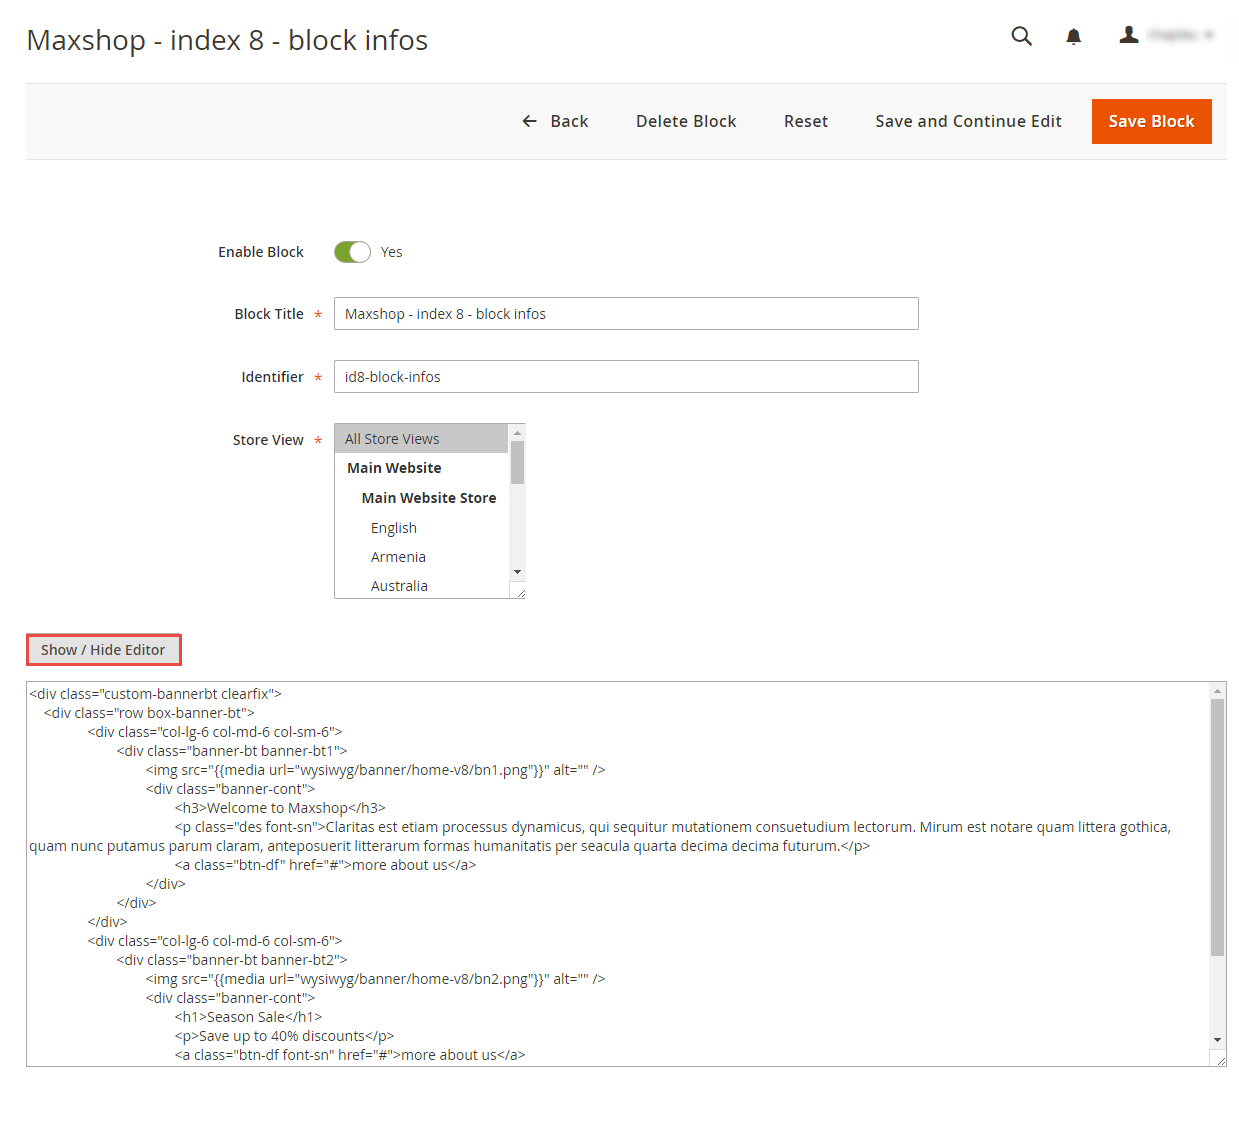 Maxshop - index 8 - block infos
Back Delete Block Reset Save and Continue Edit Save Block
Enable Block Yes
Block Title * Maxshop - index 8 - block infos
Identifier * id8-block-infos
Store View * All Store Views
Main Website
Main Website Store
English
Armenia
Australia
Show / Hide Editor
<div class="custom-bannerbt clearfix">
<div class="row box-banner-bt">
<div class="col-lg-6 col-md-6 col-sm-6">
<div class="banner-bt banner-bt1">
<img src="{{media url="wysiwyg/banner/home-v8/bn1.png"}}" alt="" />
<div class="banner-cont">
<h3>Welcome to Maxshop</h3>
<p class="des font-sn">Claritas est etiam processus dynamicus, qui sequitur mutationem consuetudium lectorum. Mirum est notare quam littera gothica,
quam nunc putamus parum claram, anteposuerit litterarum formas humanitatis per seacula quarta decima decima futurum.</p>
<a class="btn-df" href="#">more about us</a>
</div>
</div>
</div>
<div class="col-lg-6 col-md-6 col-sm-6">
<div class="banner-bt banner-bt2">
<img src="{{media url="wysiwyg/banner/home-v8/bn2.png"}}" alt="" />
<div class="banner-cont">
<h1>Season Sale</h1>
<p>Save up to 40% discounts</p>
<a class="btn-df font-sn" href="#">more about us</a>